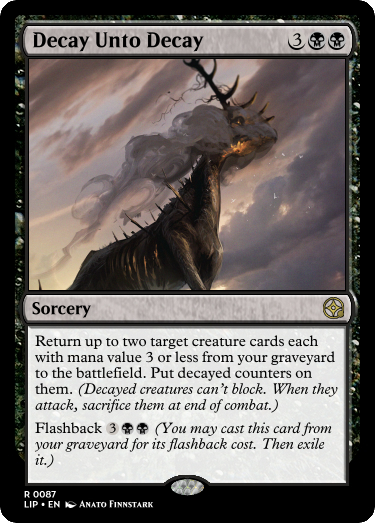 Decay Unto Decay 3
Sorcery
Return up to two target creature cards each
with mana value 3 or less from your graveyard
to the battlefield. Put decayed counters on
them. (Decayed creatures can't block. When they
attack, sacrifice them at end of combat.)
Flashback 3 (You may cast this card from
your graveyard for its flashback cost. Then exile
it.)
R 0087
LIP • EN Anato Finnstark